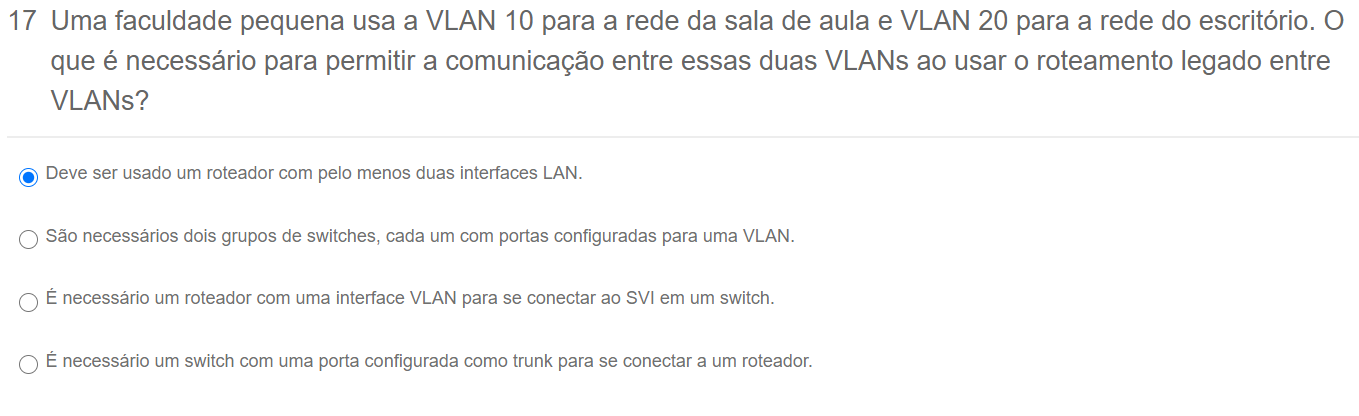 17 Uma faculdade pequena usa a VLAN 10 para a rede da sala de aula e VLAN 20 para a rede do escritório. O
que é necessário para permitir a comunicação entre essas duas VLANs ao usar o roteamento legado entre
VLANs?
Deve ser usado um roteador com pelo menos duas interfaces LAN.
São necessários dois grupos de switches, cada um com portas configuradas para uma VLAN.
É necessário um roteador com uma interface VLAN para se conectar ao SVI em um switch.
É necessário um switch com uma porta configurada como trunk para se conectar a um roteador.